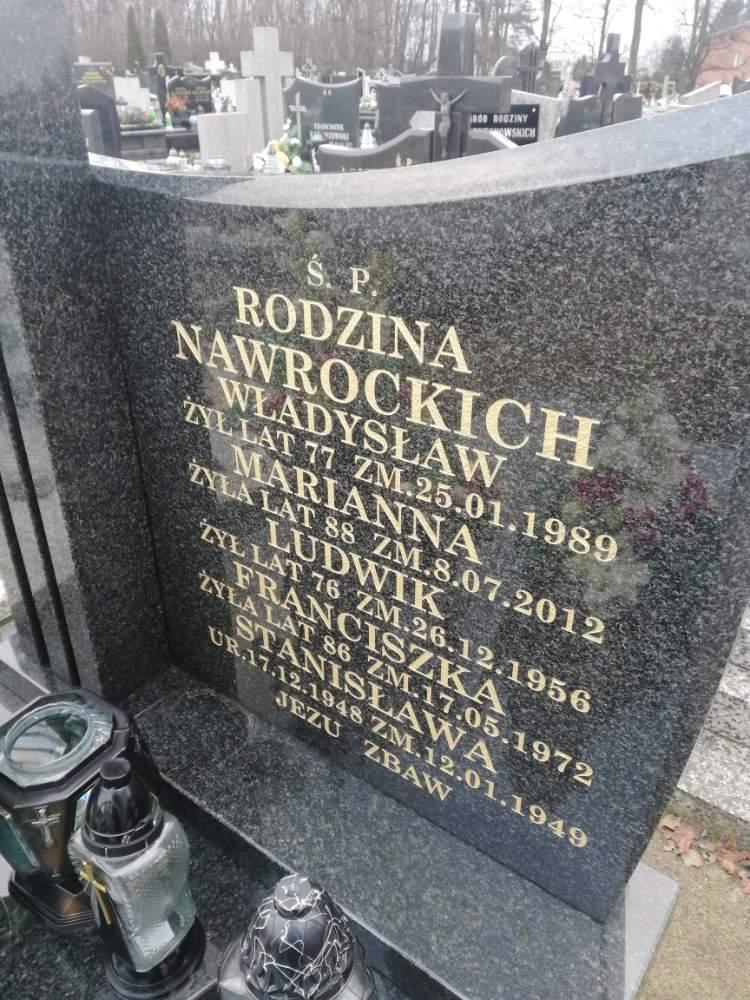 FRANCISZEK
GRÓB RODZINY
Ś. P.
RODZINA
NAWROCKICH
WŁADYSŁAW
ŻYŁ LAT 77 ZM.25.01.1989
MARIANNA
ŻYŁA LAT 88 ZM.8.07.2012
LUDWIK
ŻYŁ LAT 76 ZM.26.12.1956
FRANCISZKA
ŻYŁA LAT 86 ZM.17.05.1972
STANISŁAWA
UR.17.12.1948 ZM.12.01.1949
JEZU ZBAW